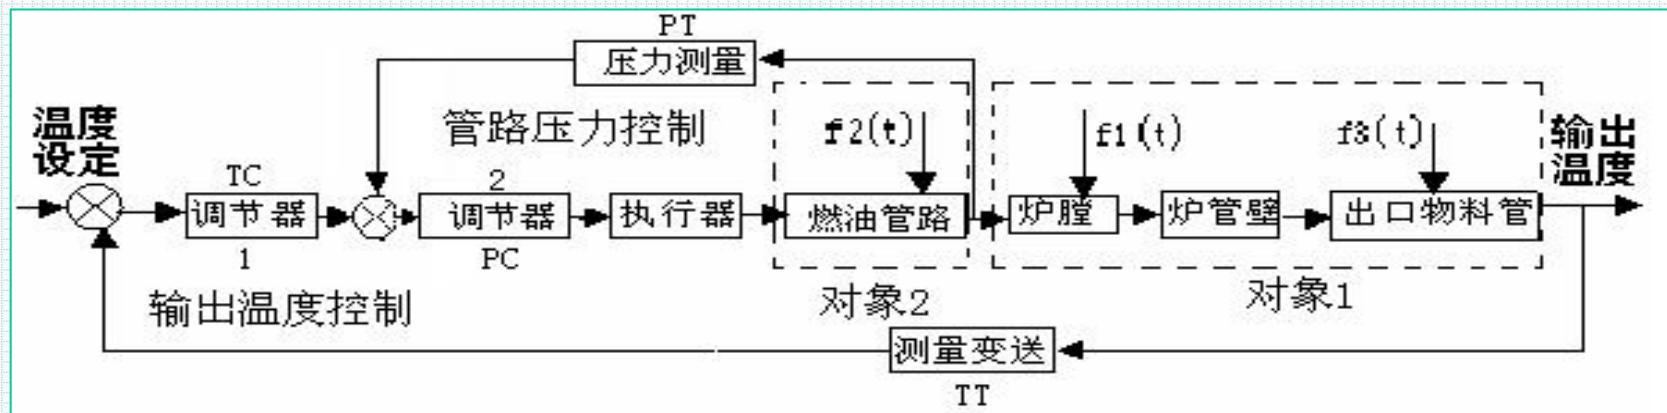 PT
压力测量
管路压力控制
f2(t)
f1(t)
f3(t)
温度
设定
输出
温度
TC
调节器
1
2
调节器
PC
执行器
燃油管路
炉膛
炉管壁
出口物料管
输出温度控制
对象2
对象1
测量变送
TT